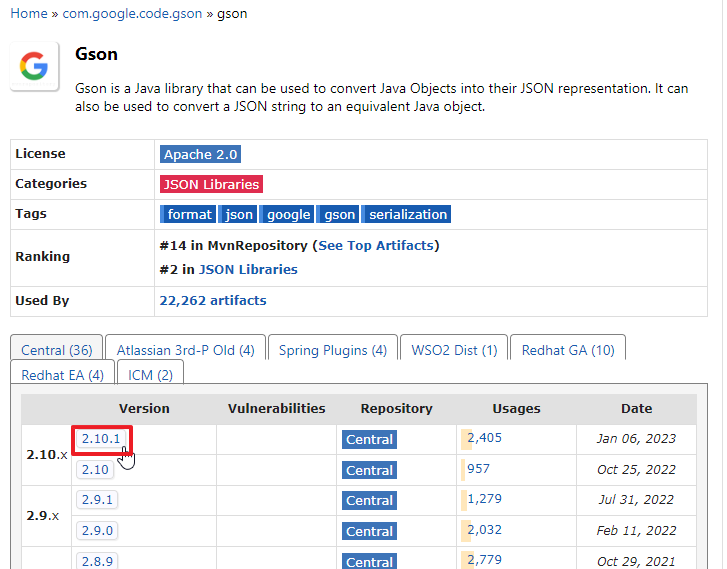 Home » com.google.code.gson » gson
Gson
Gson is a Java library that can be used to convert Java Objects into their JSON representation. It can
also be used to convert a JSON string to an equivalent Java object.
License Apache 2.0
Categories JSON Libraries
Tags format json google gson serialization
Ranking #14 in MvnRepository (See Top Artifacts)
#2 in JSON Libraries
Used By 22,262 artifacts
Central (36) Atlassian 3rd-P Old (4) Spring Plugins (4) WSO2 Dist (1) Redhat GA (10)
Redhat EA (4) ICM (2)
Version Vulnerabilities Repository Usages Date
2.10.x 2.10.1 Central 2,405 Jan 06, 2023
2.10 Central 957 Oct 25, 2022
2.9.x 2.9.1 Central 1,279 Jul 31, 2022
2.9.0 Central 2,032 Feb 11, 2022
2.8.9 Central 2,779 Oct 29, 2021